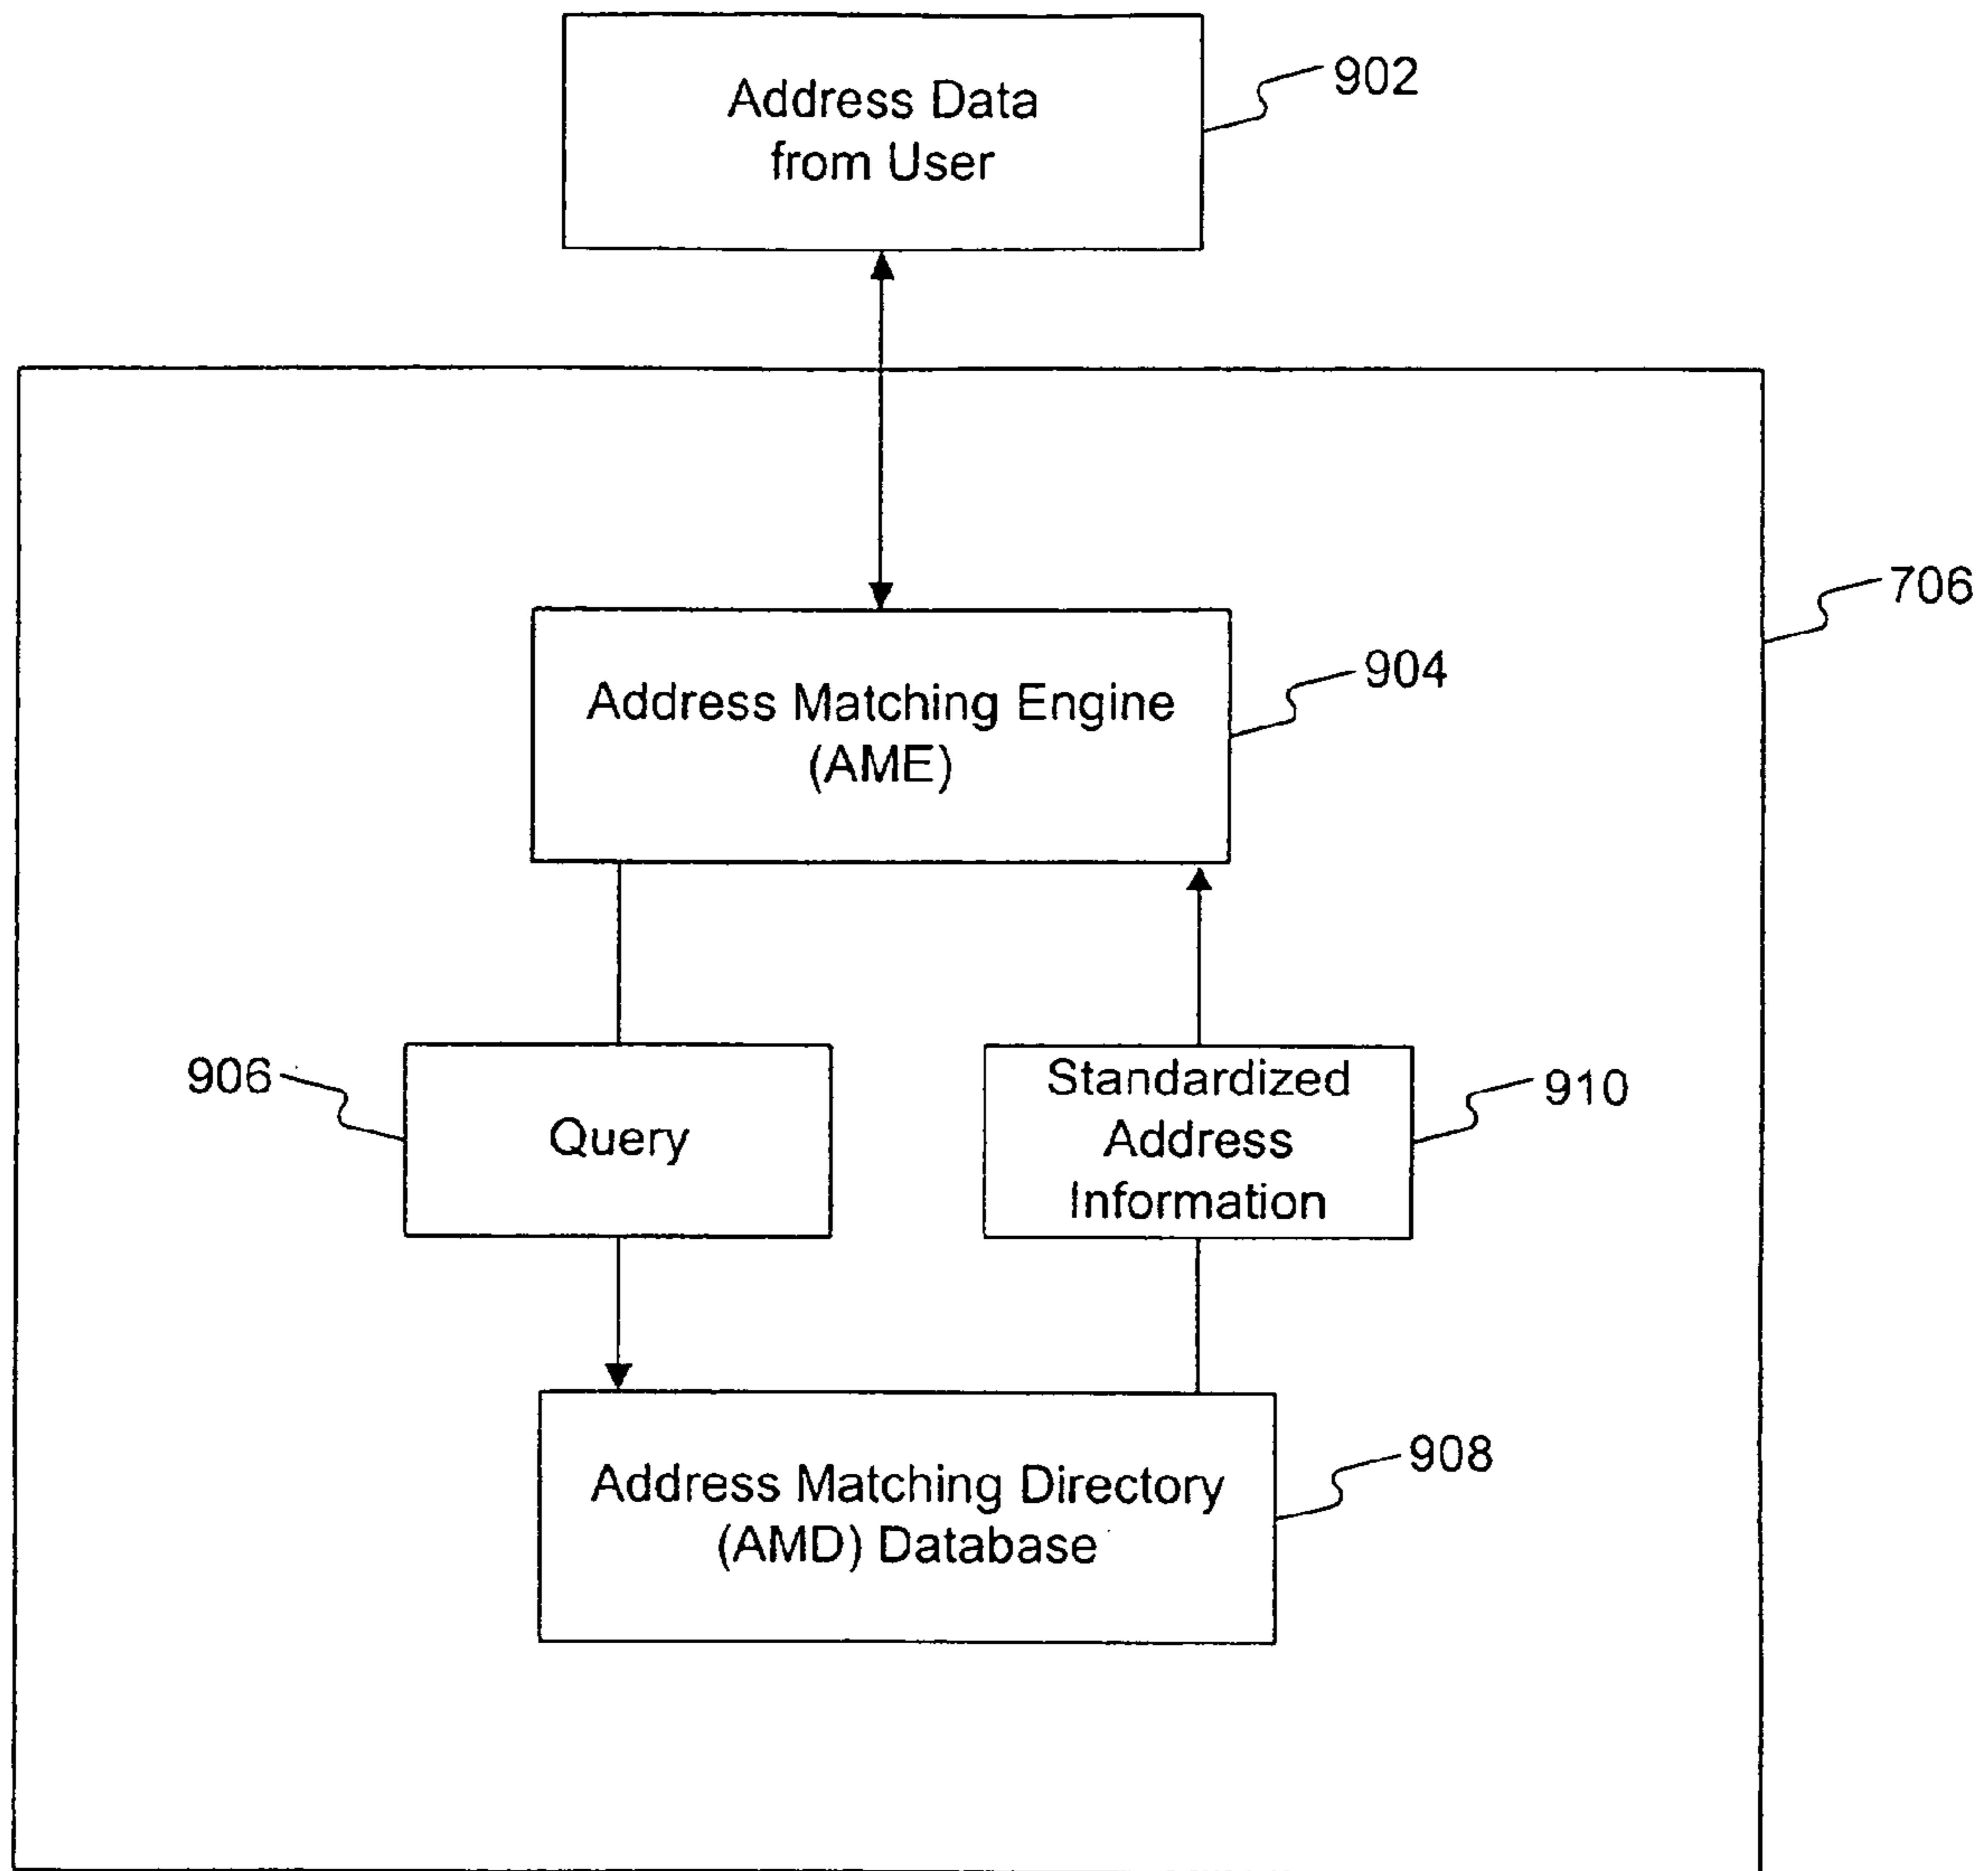 Address Data
from User
902
706
Address Matching Engine
(AME)
904
906
Query
Standardized
Address
Information
910
Address Matching Directory
(AMD) Database
908